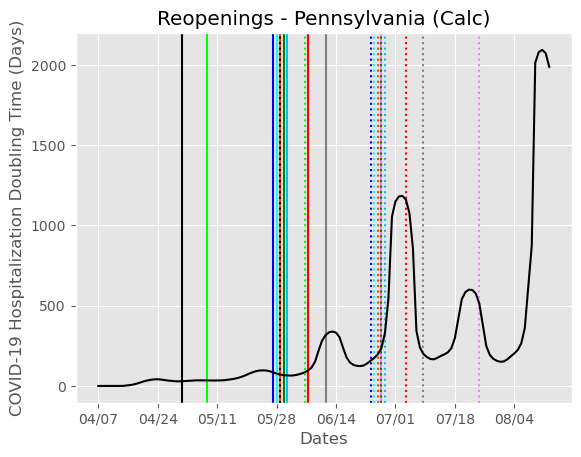 Reopenings - Pennsylvania (Calc)
COVID-19 Hospitalization Doubling Time (Days)
2000
1500
1000
500
0
04/07 04/24 05/11 05/28 06/14 07/01 07/18 08/04
Dates